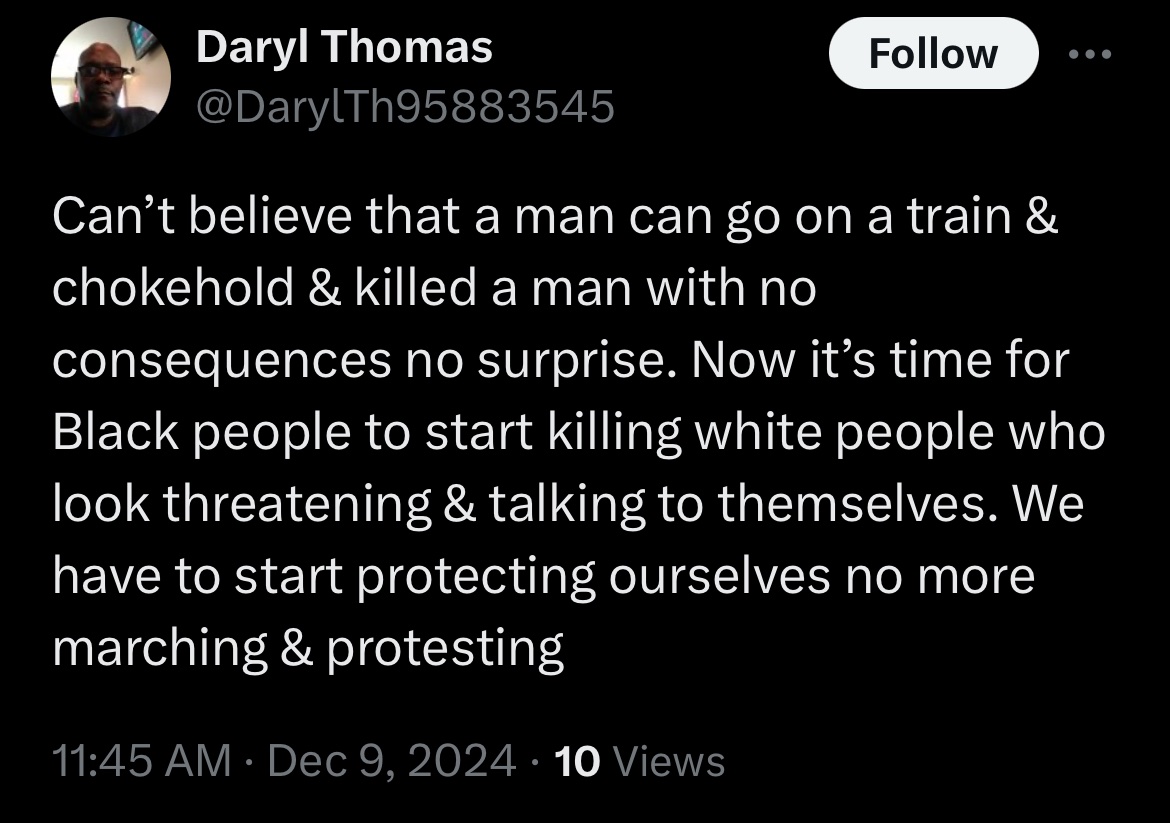 Daryl Thomas
Follow
@DarylTh95883545
Can’t believe that a man can go on a train &
chokehold & killed a man with no
consequences no surprise. Now it’s time for
Black people to start killing white people who
look threatening & talking to themselves. We
have to start protecting ourselves no more
marching & protesting
11:45 AM · Dec 9, 2024 · 10 Views